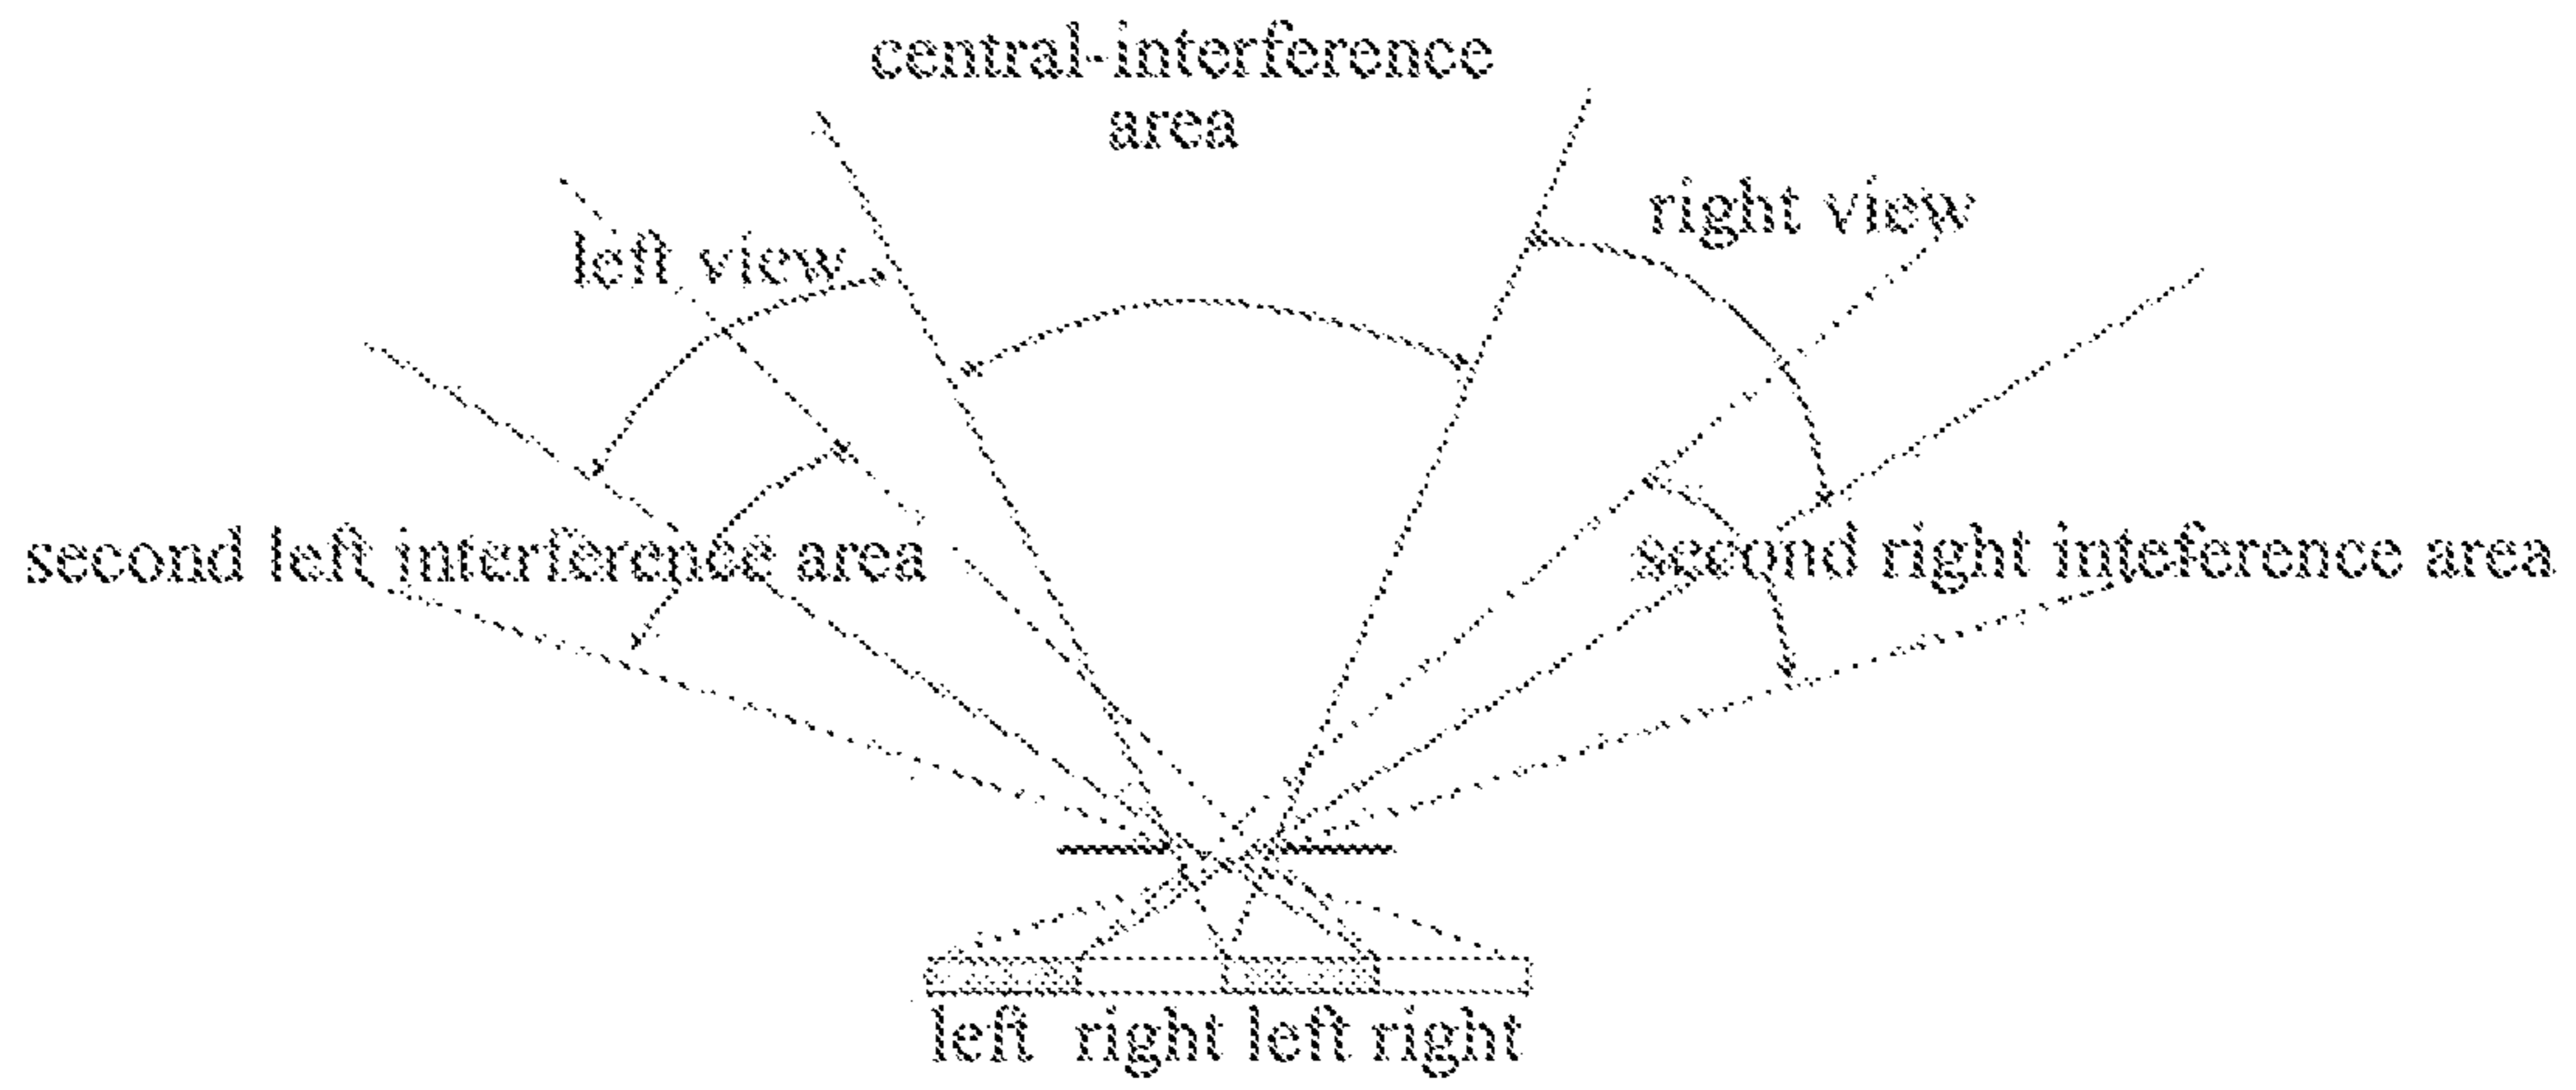 central-interference
area
right view
left view
second left interference area
second right inteference area
left right left right